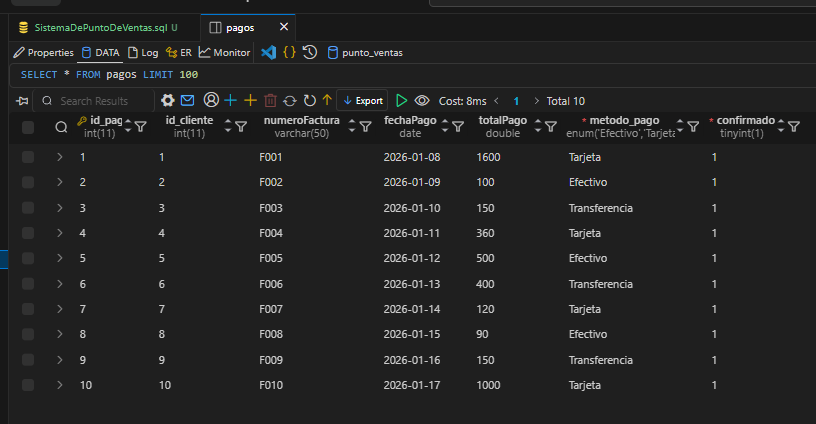 SistemaDePuntoDeVentas.sql U pagos
Properties DATA Log ER Monitor punto_ventas
SELECT * FROM pagos LIMIT 100
Search Results Export Cost: 8ms 1 Total 10
id_pag id_cliente numeroFactura fechaPago totalPago * metodo_pago * confirmado
int(11) int(11) varchar(50) date double enum('Efectivo','Tarjeta tinyint(1)
1 1 F001 2026-01-08 1600 Tarjeta 1
2 2 F002 2026-01-09 100 Efectivo 1
3 3 F003 2026-01-10 150 Transferencia 1
4 4 F004 2026-01-11 360 Tarjeta 1
5 5 F005 2026-01-12 500 Efectivo 1
6 6 F006 2026-01-13 400 Transferencia 1
7 7 F007 2026-01-14 120 Tarjeta 1
8 8 F008 2026-01-15 90 Efectivo 1
9 9 F009 2026-01-16 150 Transferencia 1
10 10 F010 2026-01-17 1000 Tarjeta 1